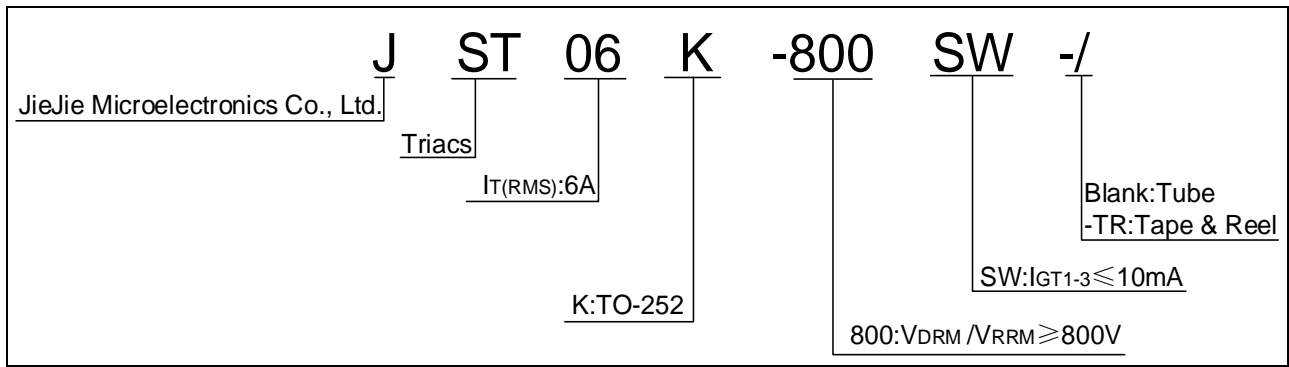 J ST 06 K -800 SW -/
JieJie Microelectronics Co., Ltd.
Triacs
IT(RMS):6A
Blank:Tube
-TR:Tape & Reel
SW:IGT1-3≤10mA
K:TO-252
800:VDRM /VRRM≥800V